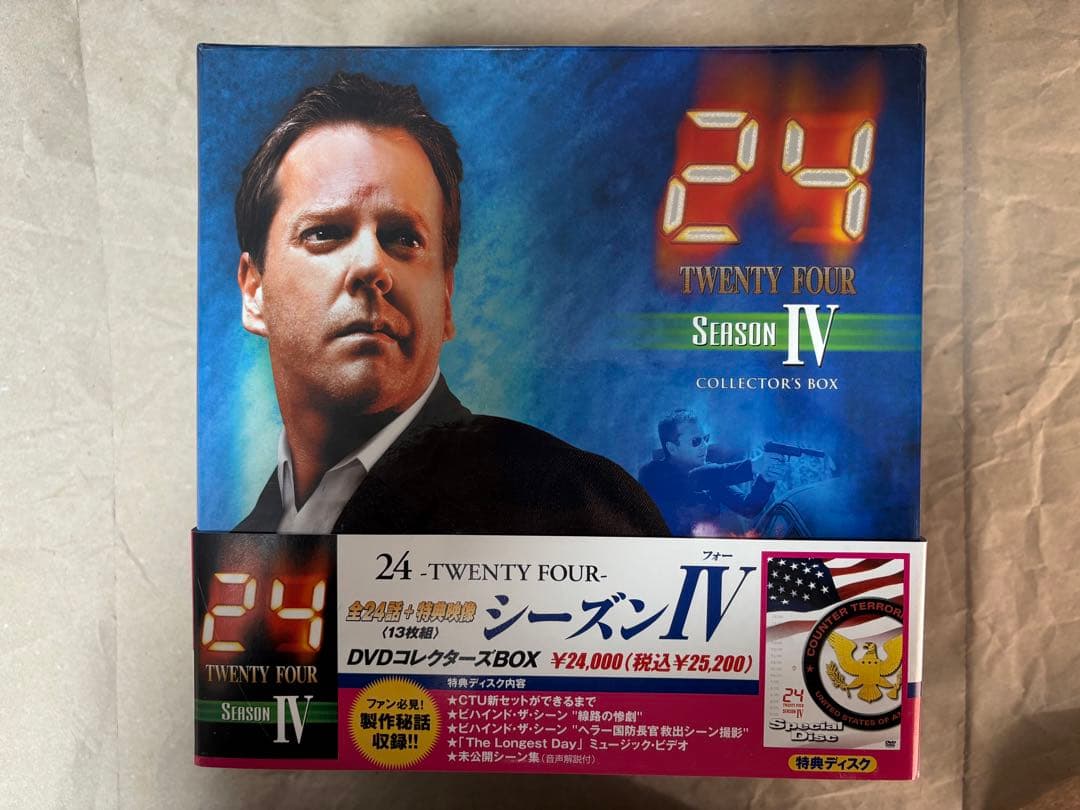 24
TWENTY FOUR
SEASON IV
COLLECTOR'S BOX
24
TWENTY FOUR
SEASON IV
24 -TWENTY FOUR-
全24話+特典映像
〈13枚組〉
フォー
シーズンIV
DVDコレクターズBOX ¥24,000(税込¥25,200)
ファン必見!
製作秘話
収録!!
特典ディスク内容
★CTU新セットができるまで
★ビハインド・ザ・シーン "線路の惨劇"
★ビハインド・ザ・シーン "ヘラー国防長官救出シーン撮影"
★「The Longest Day」ミュージック・ビデオ
★未公開シーン集(音声解説付)
COUNTER TERROR
UNITED STATES OF A
24
TWENTY FOUR
SEASON IV
Special
Disc
DVD
特典ディスク